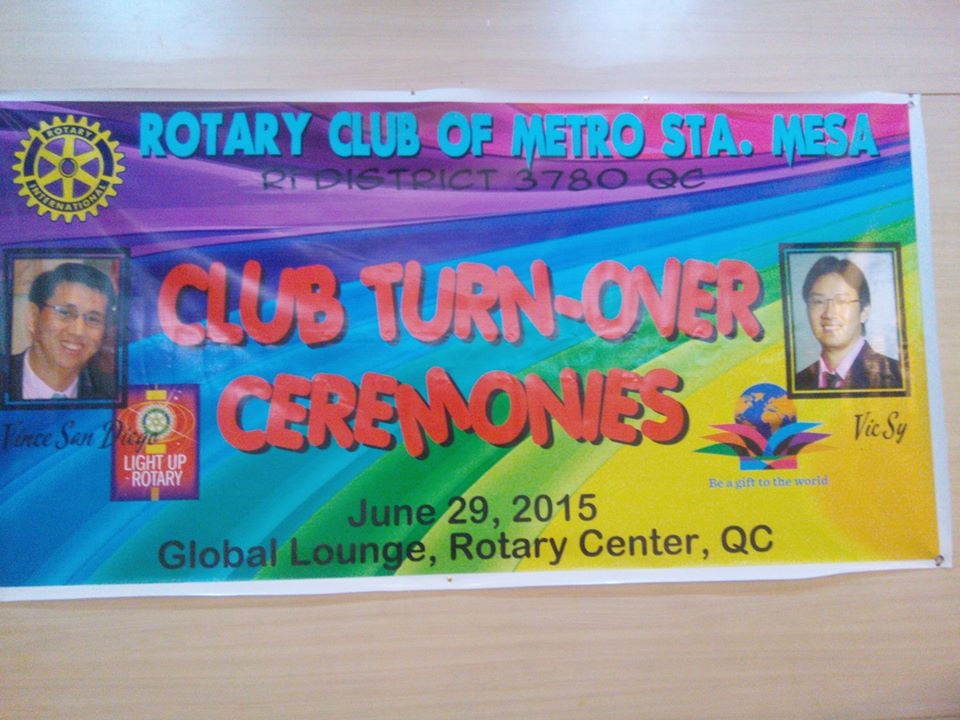 ROTARY CLUB OF METRO STA. MESA
RI DISTRICT 3780 QC
ROTARY
INTERNATIONAL
CLUB TURN-OVER
CEREMONIES
Vince San Diego
Vic Sy
LIGHT UP
ROTARY
Be a gift to the world
June 29, 2015
Global Lounge, Rotary Center, QC